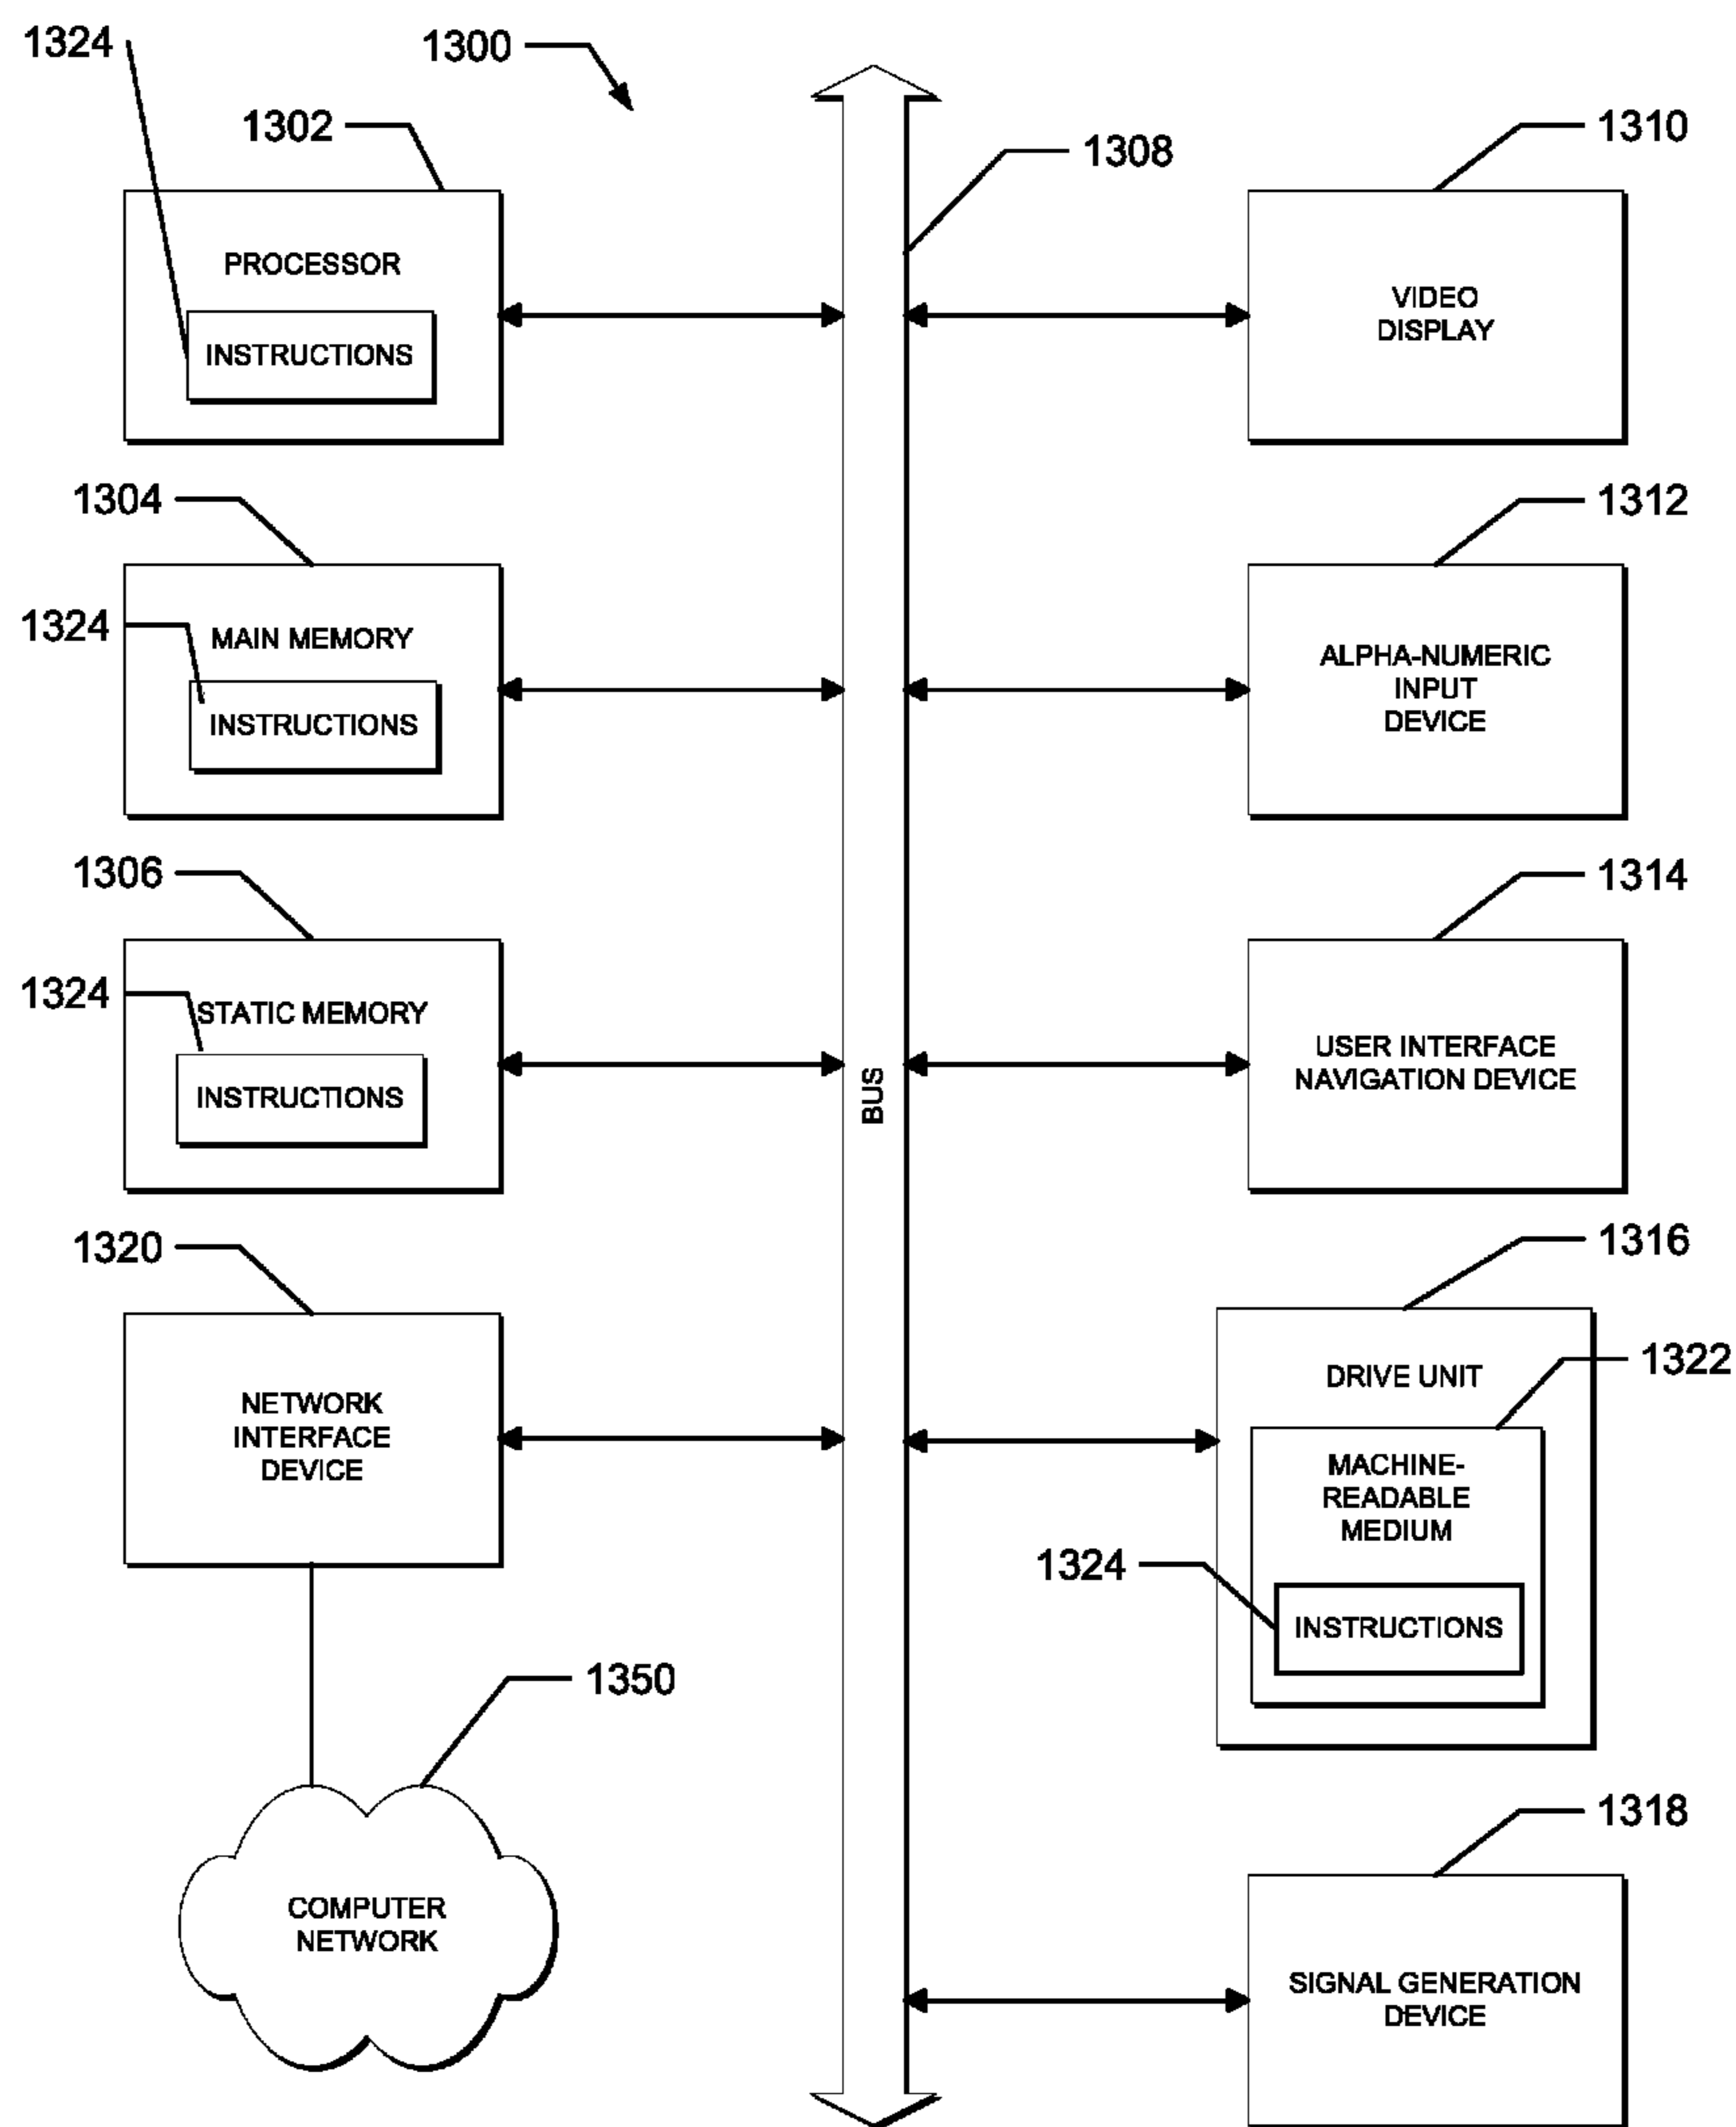 1324
1300
1302
1308
1310
PROCESSOR
INSTRUCTIONS
VIDEO
DISPLAY
1304
1312
1324
MAIN MEMORY
INSTRUCTIONS
ALPHA-NUMERIC
INPUT
DEVICE
1306
1314
1324
STATIC MEMORY
INSTRUCTIONS
BUS
USER INTERFACE
NAVIGATION DEVICE
1320
1316
NETWORK
INTERFACE
DEVICE
DRIVE UNIT
1322
MACHINE-
READABLE
MEDIUM
1324
INSTRUCTIONS
1350
COMPUTER
NETWORK
1318
SIGNAL GENERATION
DEVICE